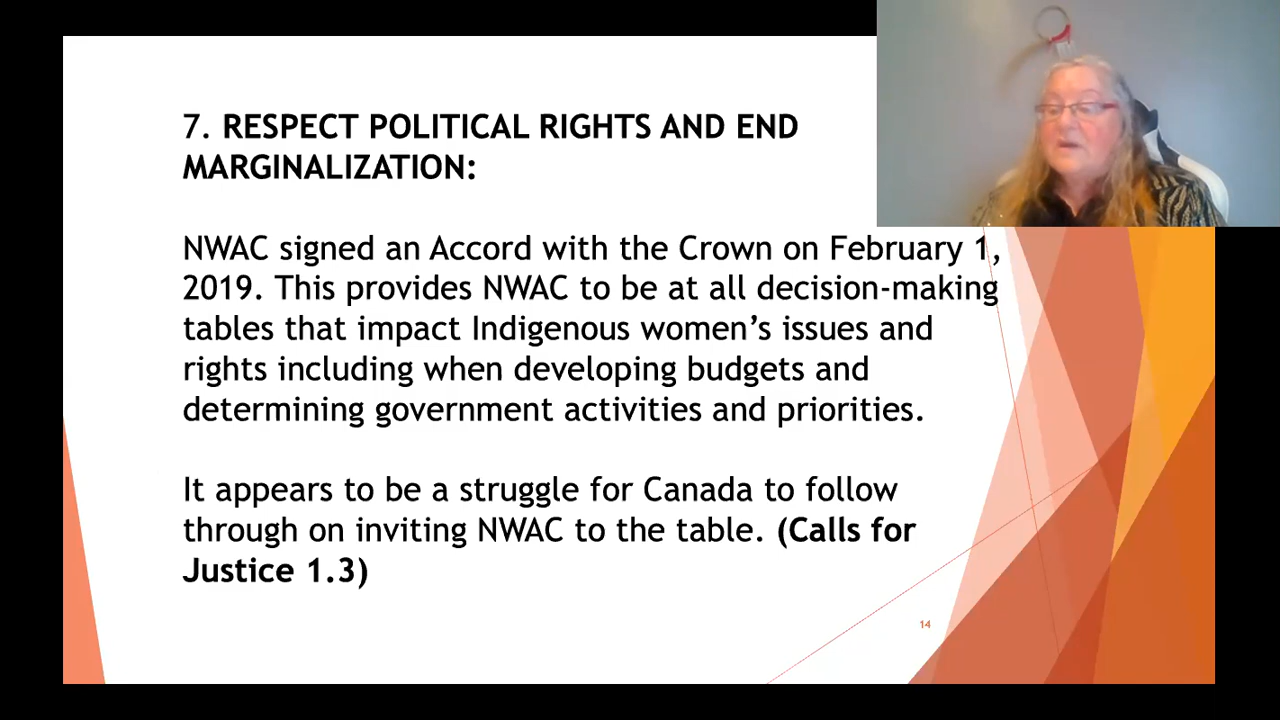 7. RESPECT POLITICAL RIGHTS AND END
MARGINALIZATION:
NWAC signed an Accord with the Crown on February 1,
2019. This provides NWAC to be at all decision-making
tables that impact Indigenous women’s issues and
rights including when developing budgets and
determining government activities and priorities.
It appears to be a struggle for Canada to follow
through on inviting NWAC to the table. (Calls for
Justice 1.3)
14